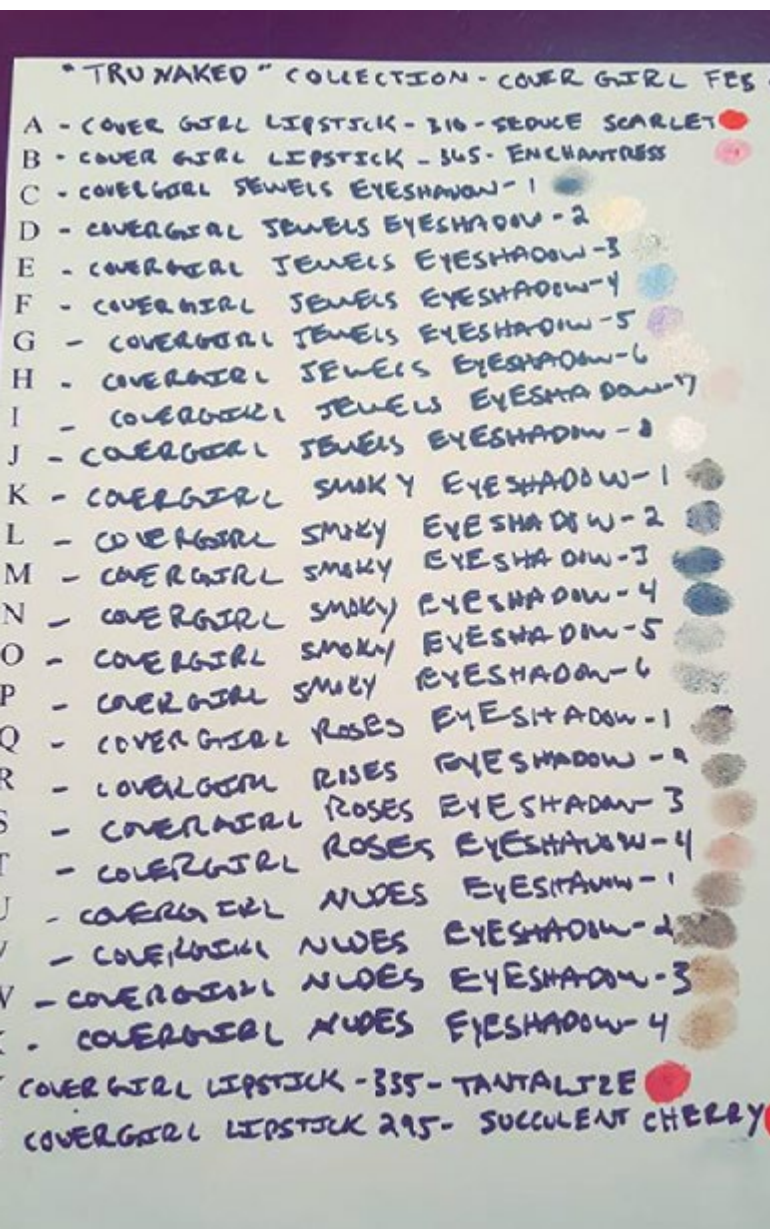 "TRU NAKED" COLLECTION - COVER GIRL FEB
A - COVER GIRL LIPSTICK - 310 - SEDUCE SCARLET
B - COVER GIRL LIPSTICK - 365 - ENCHANTRESS
C - COVERGIRL JEWELS EYESHADOW - 1
D - COVERGIRL JEWELS EYESHADOW - 2
E - COVERGIRL JEWELS EYESHADOW - 3
F - COVERGIRL JEWELS EYESHADOW - 4
G - COVERGIRL JEWELS EYESHADOW - 5
H - COVERGIRL JEWELS EYESHADOW - 6
I - COVERGIRL JEWELS EYESHADOW - 7
J - COVERGIRL JEWELS EYESHADOW - 8
K - COVERGIRL SMOKY EYESHADOW - 1
L - COVERGIRL SMOKY EYESHADOW - 2
M - COVERGIRL SMOKY EYESHADOW - 3
N - COVERGIRL SMOKY EYESHADOW - 4
O - COVERGIRL SMOKY EYESHADOW - 5
P - COVERGIRL SMOKY EYESHADOW - 6
Q - COVERGIRL ROSES EYESHADOW - 1
R - COVERGIRL ROSES EYESHADOW - 2
S - COVERGIRL ROSES EYESHADOW - 3
T - COVERGIRL ROSES EYESHADOW - 4
U - COVERGIRL NUDES EYESHADOW - 1
- COVERGIRL NUDES EYESHADOW - 2
- COVERGIRL NUDES EYESHADOW - 3
- COVERGIRL NUDES EYESHADOW - 4
COVERGIRL LIPSTICK - 335 - TANTALIZE
COVERGIRL LIPSTICK 295 - SUCCULENT CHERRY